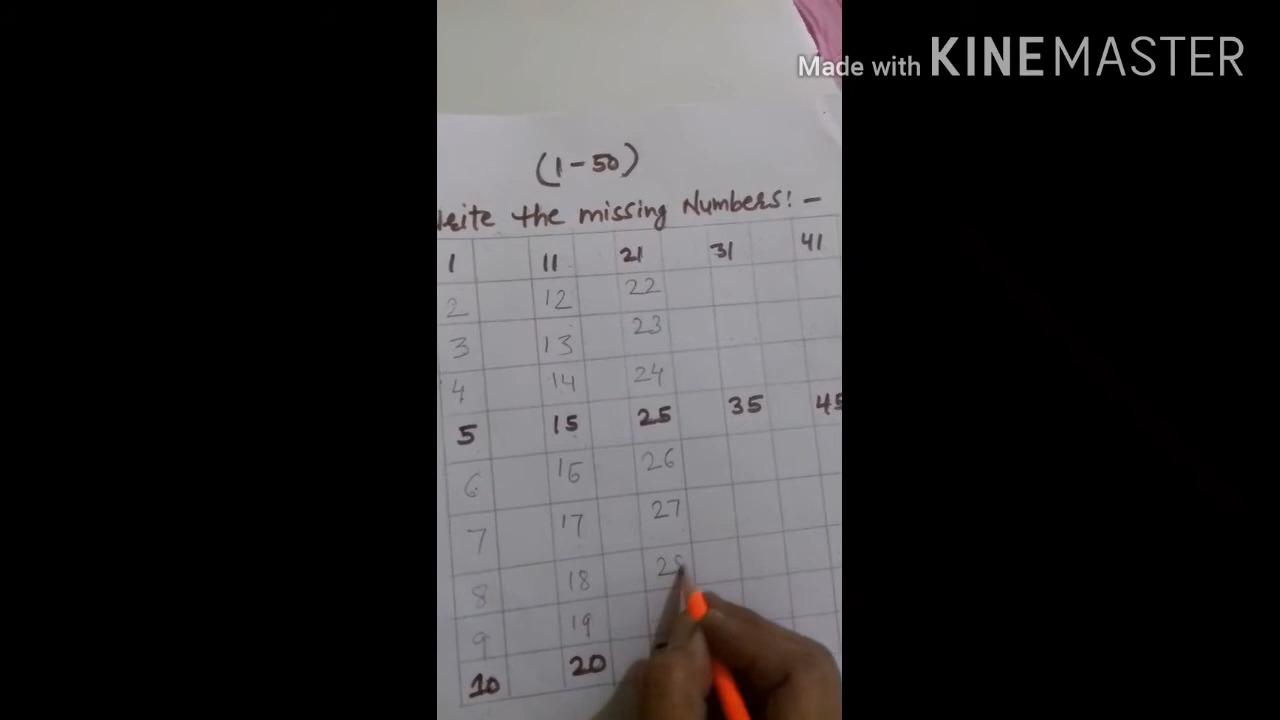 Made with KINEMASTER
(1-50)
Write the missing Numbers:-
1 11 21 31 41
2 12 22
3 13 23
4 14 24
5 15 25 35 45
6 16 26
7 17 27
8 18 28
9 19
10 20